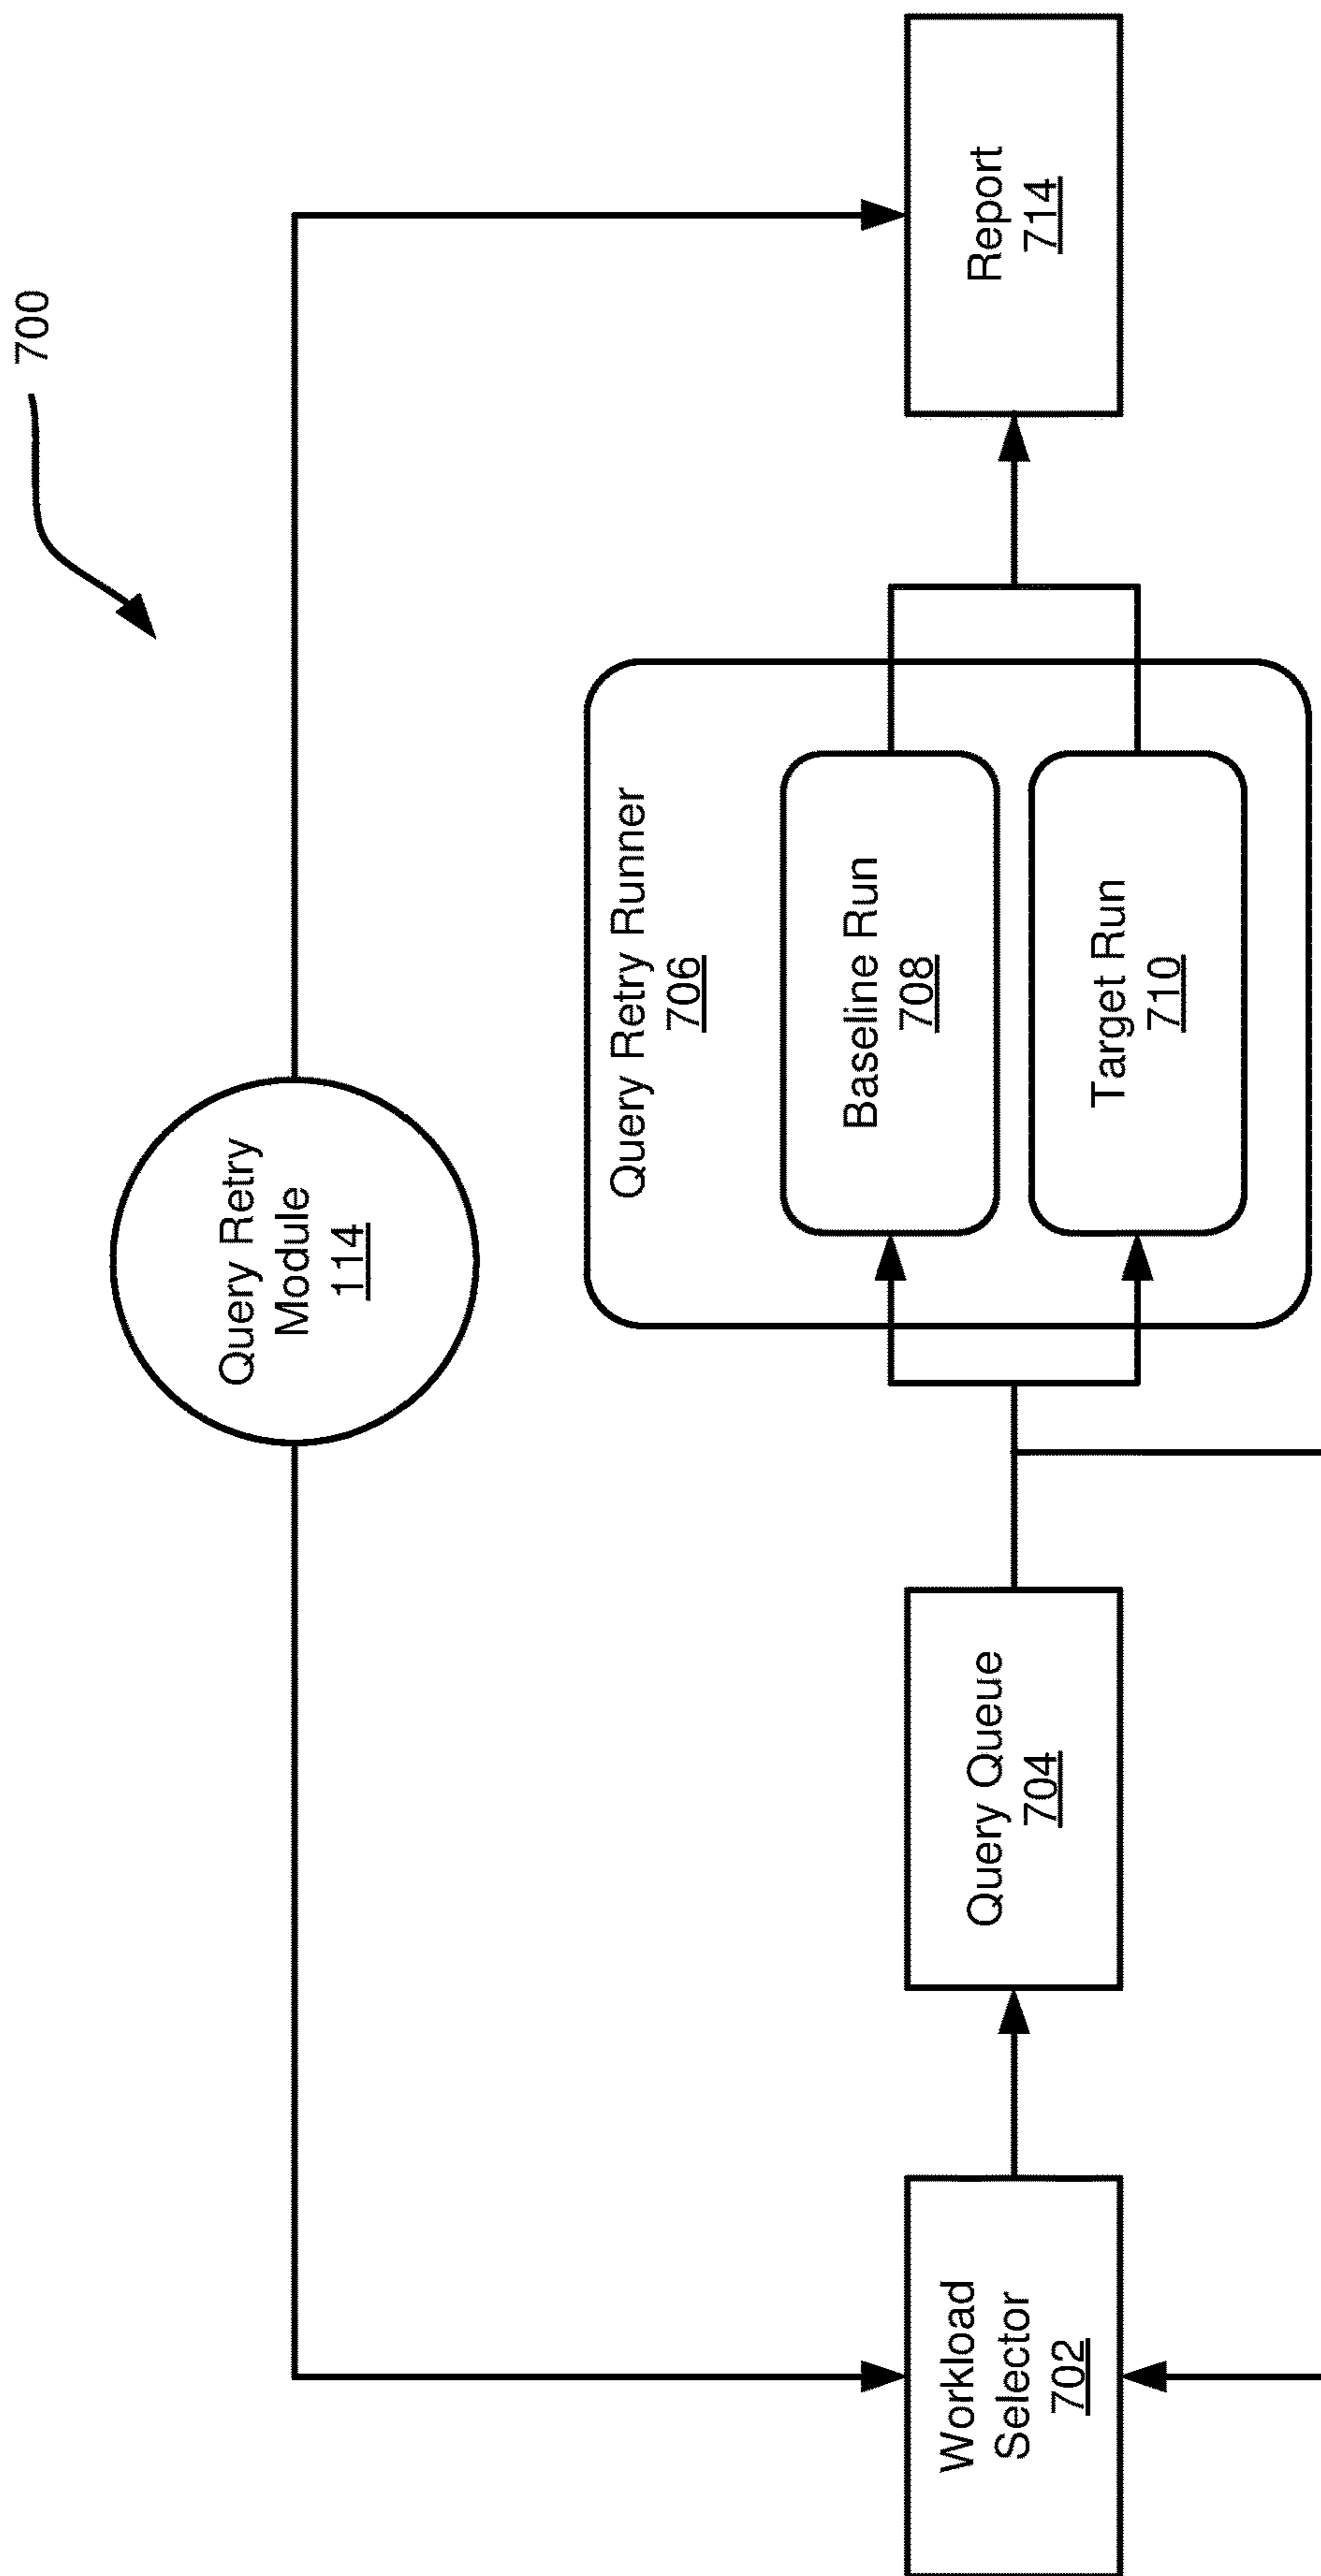 700
Query Retry
Module
114
Query Retry Runner
706
Workload
Selector
702
Query Queue
704
Baseline Run
708
Target Run
710
Report
714